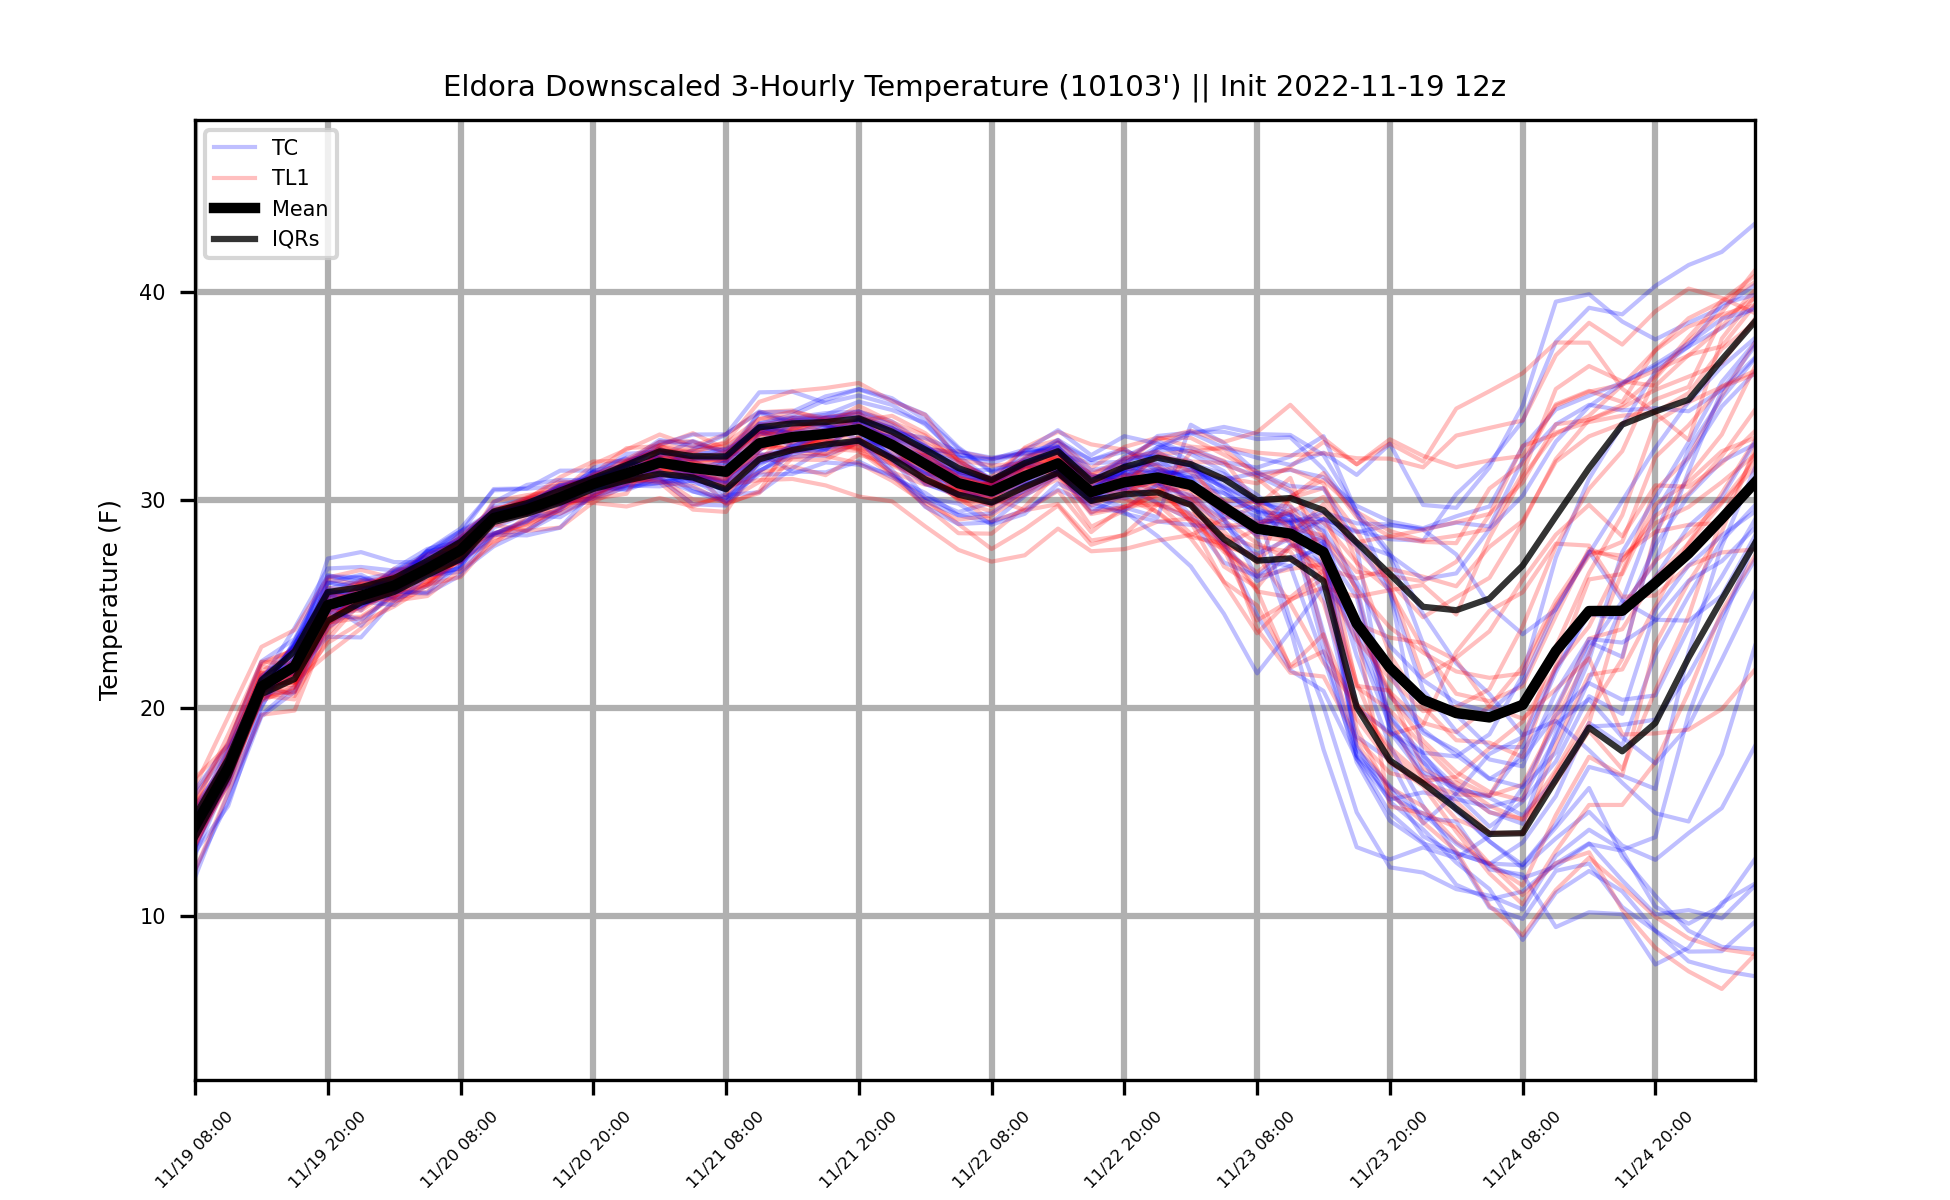 Eldora Downscaled 3-Hourly Temperature (10103') || Init 2022-11-19 12z
TC
TL1
Mean
IQRs
Temperature (F)
40
30
20
10
11/19 08:00
11/19 20:00
11/20 08:00
11/20 20:00
11/21 08:00
11/21 20:00
11/22 08:00
11/22 20:00
11/23 08:00
11/23 20:00
11/24 08:00
11/24 20:00